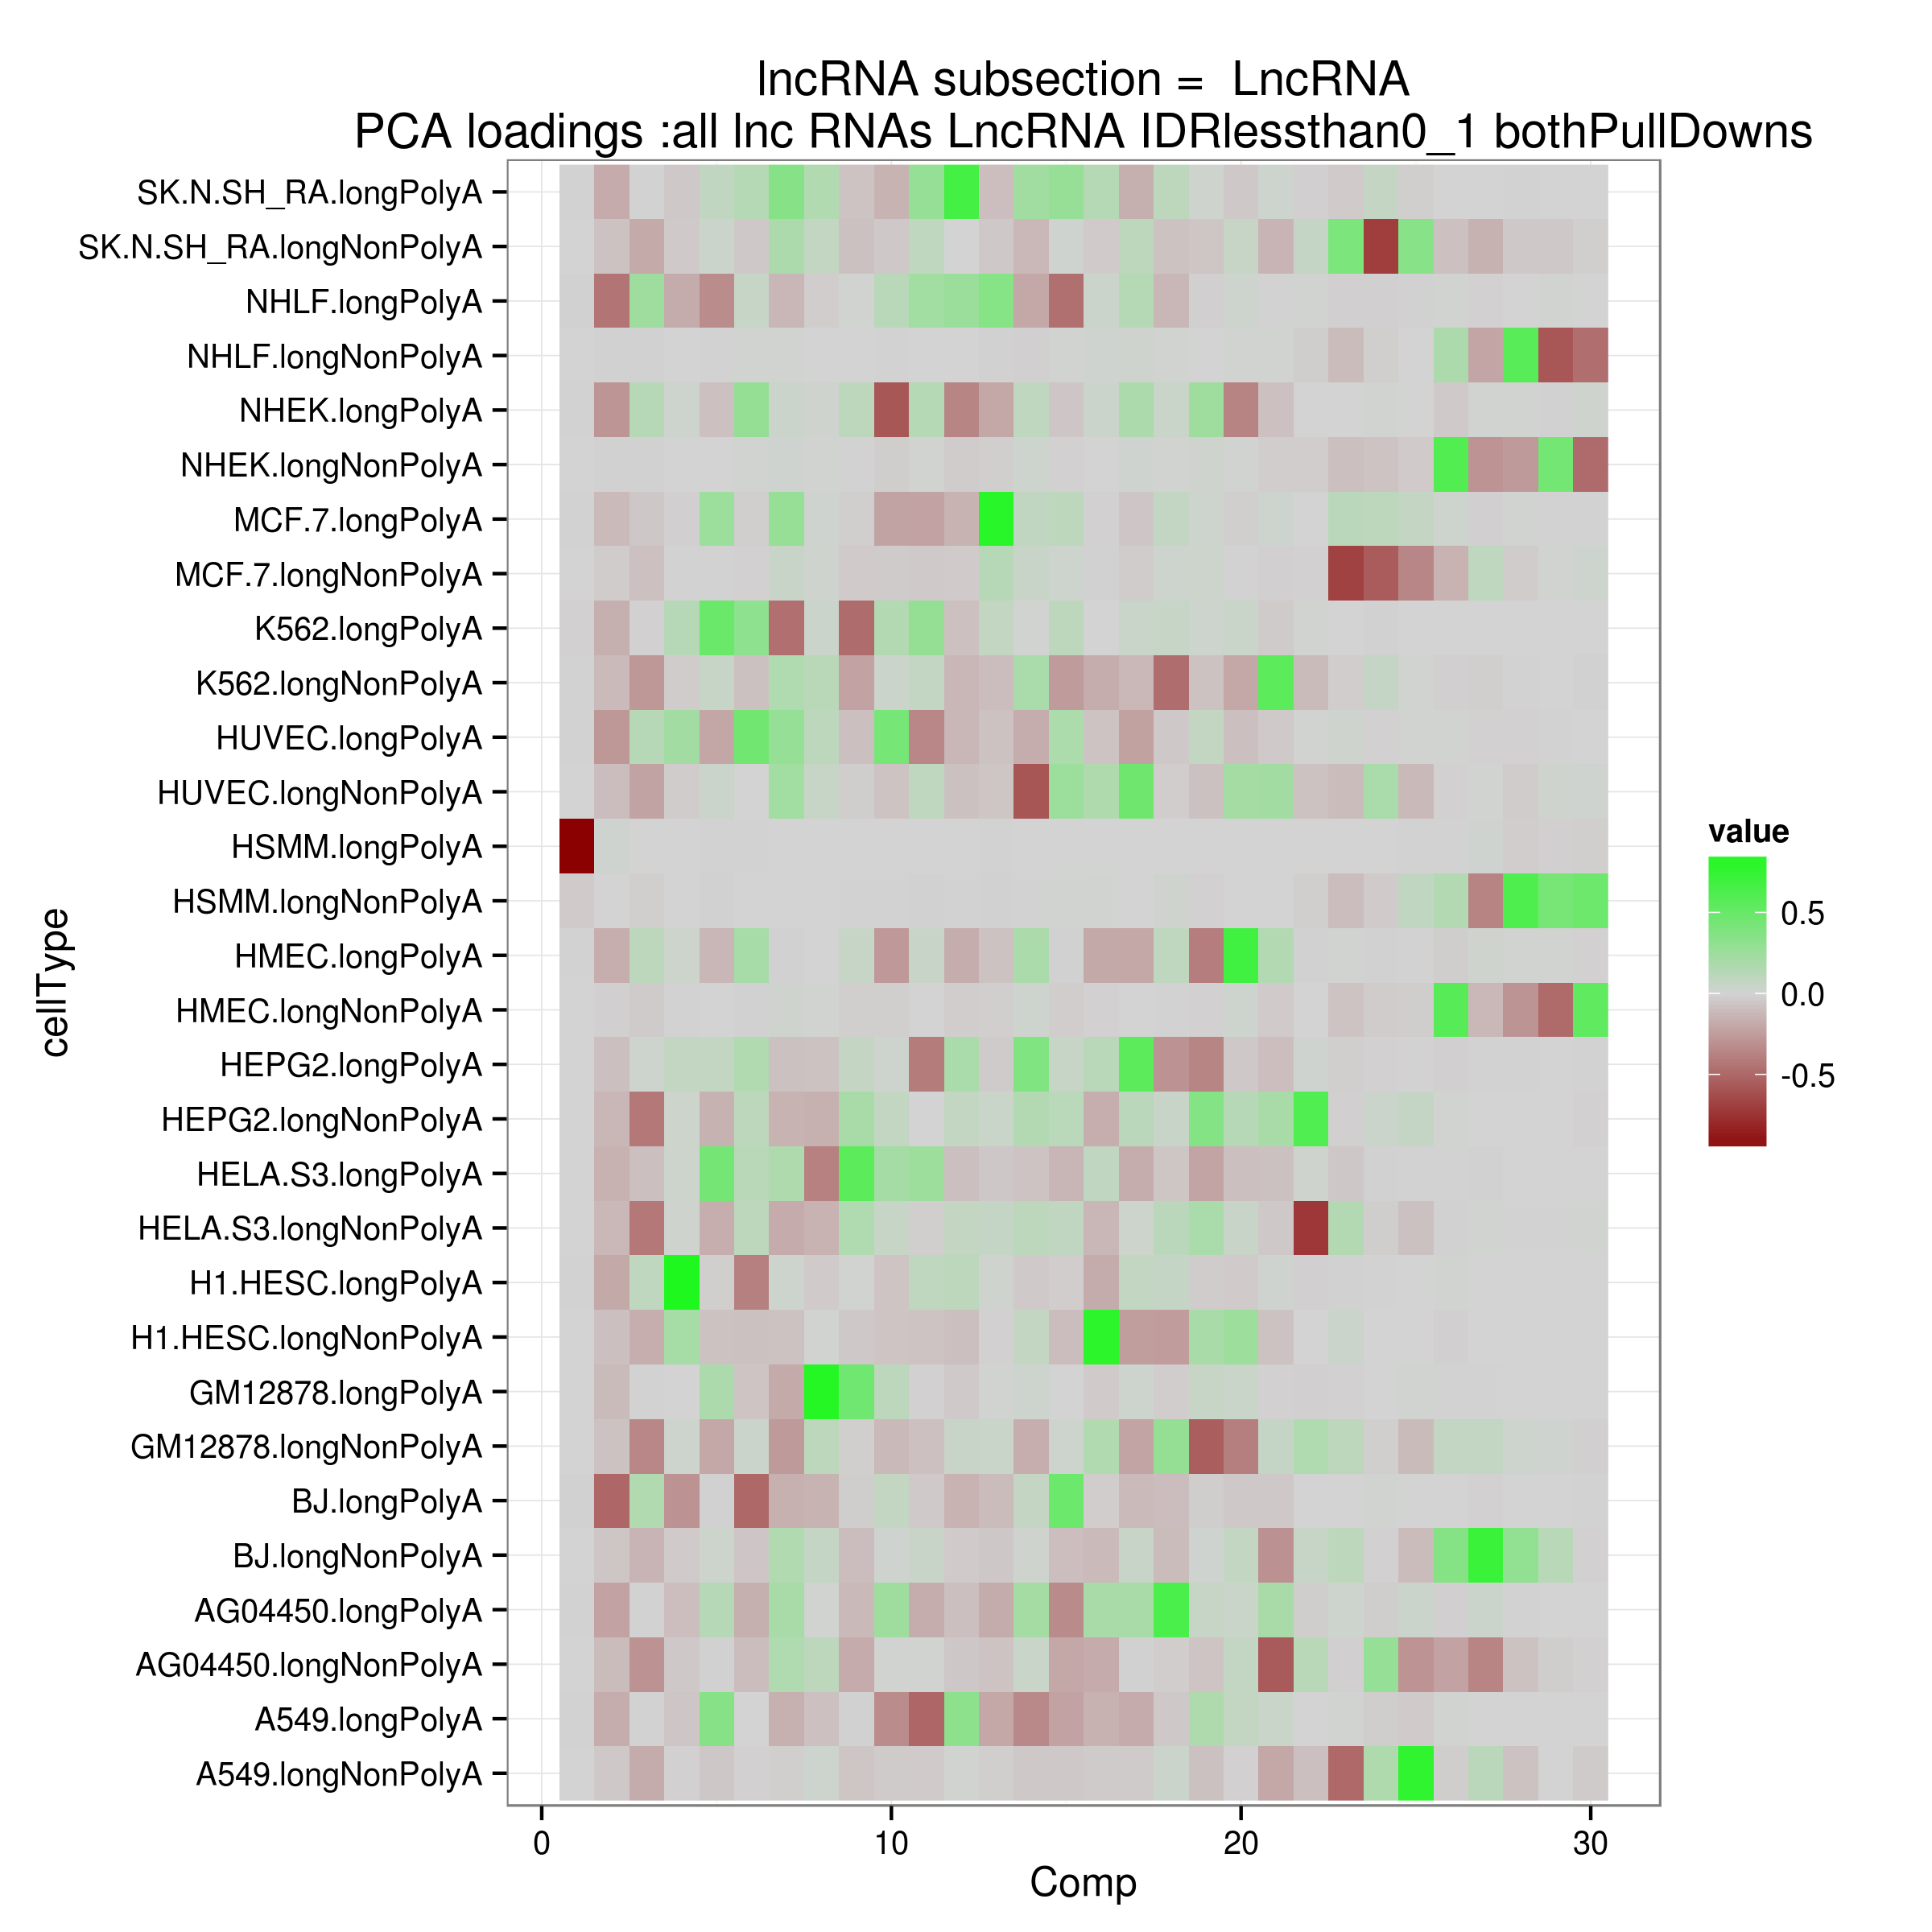 lncRNA subsection =  LncRNA
PCA loadings :all lnc RNAs LncRNA IDRlessthan0_1 bothPullDowns
SK.N.SH_RA.longPolyA
SK.N.SH_RA.longNonPolyA
NHLF.longPolyA
NHLF.longNonPolyA
NHEK.longPolyA
NHEK.longNonPolyA
MCF.7.longPolyA
MCF.7.longNonPolyA
K562.longPolyA
K562.longNonPolyA
HUVEC.longPolyA
HUVEC.longNonPolyA
HSMM.longPolyA
HSMM.longNonPolyA
HMEC.longPolyA
HMEC.longNonPolyA
HEPG2.longPolyA
HEPG2.longNonPolyA
HELA.S3.longPolyA
HELA.S3.longNonPolyA
H1.HESC.longPolyA
H1.HESC.longNonPolyA
GM12878.longPolyA
GM12878.longNonPolyA
BJ.longPolyA
BJ.longNonPolyA
AG04450.longPolyA
AG04450.longNonPolyA
A549.longPolyA
A549.longNonPolyA
cellType
0 10 20 30
Comp
value
0.5
0.0
-0.5